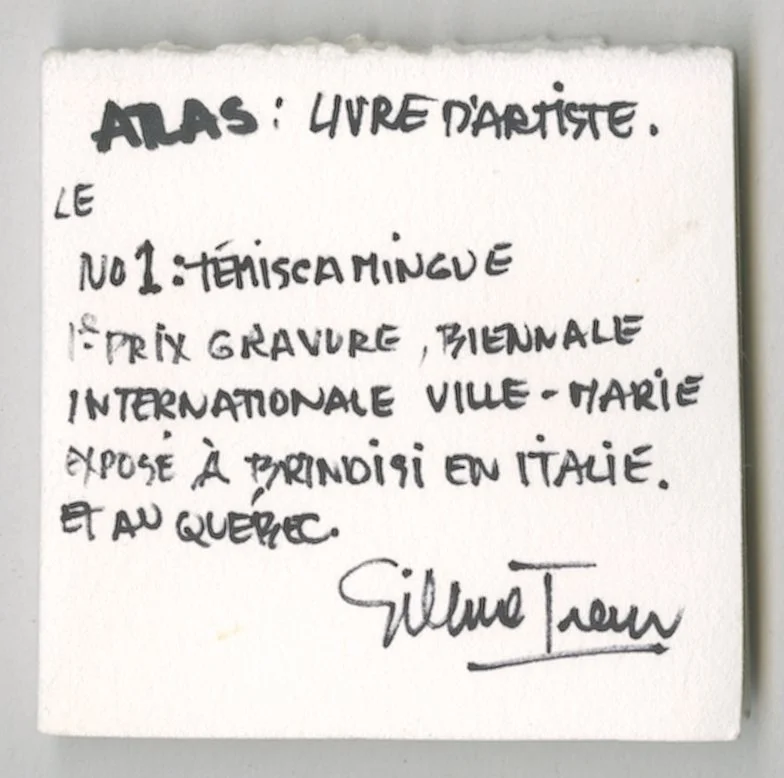 ATLAS: LIVRE D'ARTISTE.
LE
NO 1: TÉMISCAMINGUE
1er PRIX GRAVURE, BIENNALE
INTERNATIONALE VILLE-MARIE
EXPOSÉ À BRINDISI EN ITALIE.
ET AU QUÉBEC.